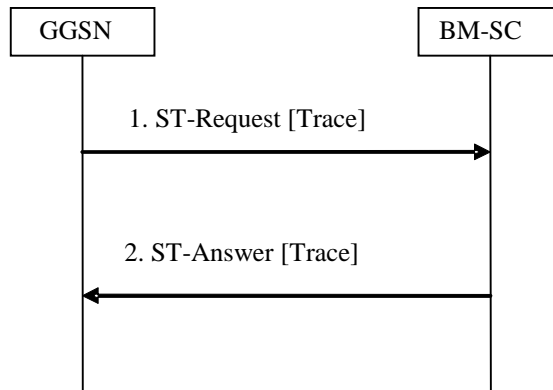 GGSN
BM-SC
1. ST-Request [Trace]
2. ST-Answer [Trace]